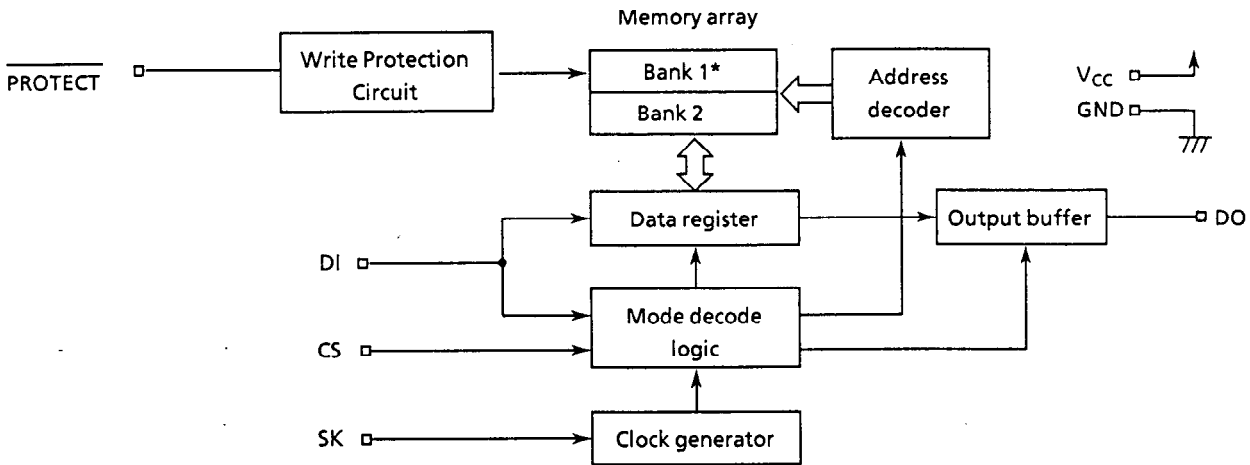 Memory array
PROTECT
Write Protection
Circuit
Bank 1*
Bank 2
Address
decoder
VCC
GND
Data register
Output buffer
DO
DI
Mode decode
logic
CS
SK
Clock generator